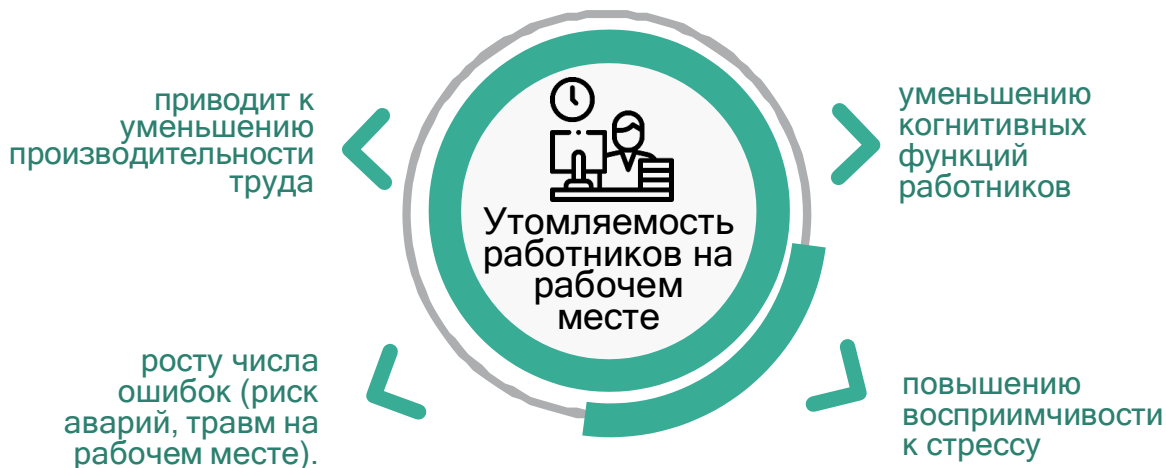 приводит к
уменьшению
производительности
труда
уменьшению
когнитивных
функций
работников
Утомляемость
работников на
рабочем
месте
росту числа
ошибок (риск
аварий, травм на
рабочем месте).
повышению
восприимчивости
к стрессу